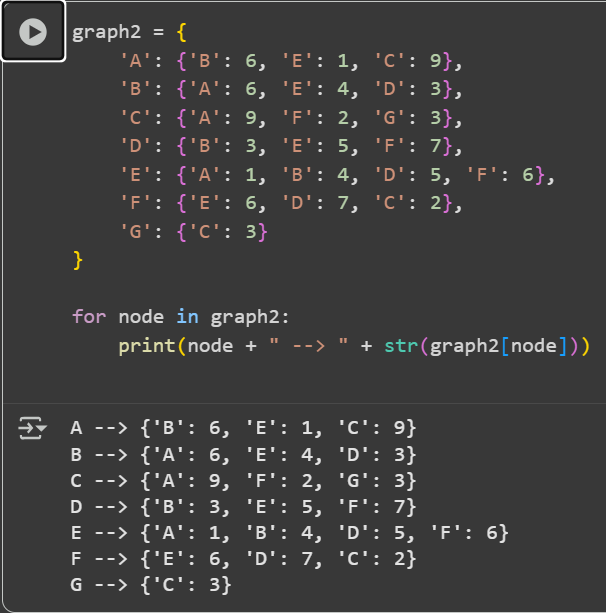 graph2 = {
    'A': {'B': 6, 'E': 1, 'C': 9},
    'B': {'A': 6, 'E': 4, 'D': 3},
    'C': {'A': 9, 'F': 2, 'G': 3},
    'D': {'B': 3, 'E': 5, 'F': 7},
    'E': {'A': 1, 'B': 4, 'D': 5, 'F': 6},
    'F': {'E': 6, 'D': 7, 'C': 2},
    'G': {'C': 3}
}
for node in graph2:
    print(node + " --> " + str(graph2[node]))
A --> {'B': 6, 'E': 1, 'C': 9}
B --> {'A': 6, 'E': 4, 'D': 3}
C --> {'A': 9, 'F': 2, 'G': 3}
D --> {'B': 3, 'E': 5, 'F': 7}
E --> {'A': 1, 'B': 4, 'D': 5, 'F': 6}
F --> {'E': 6, 'D': 7, 'C': 2}
G --> {'C': 3}